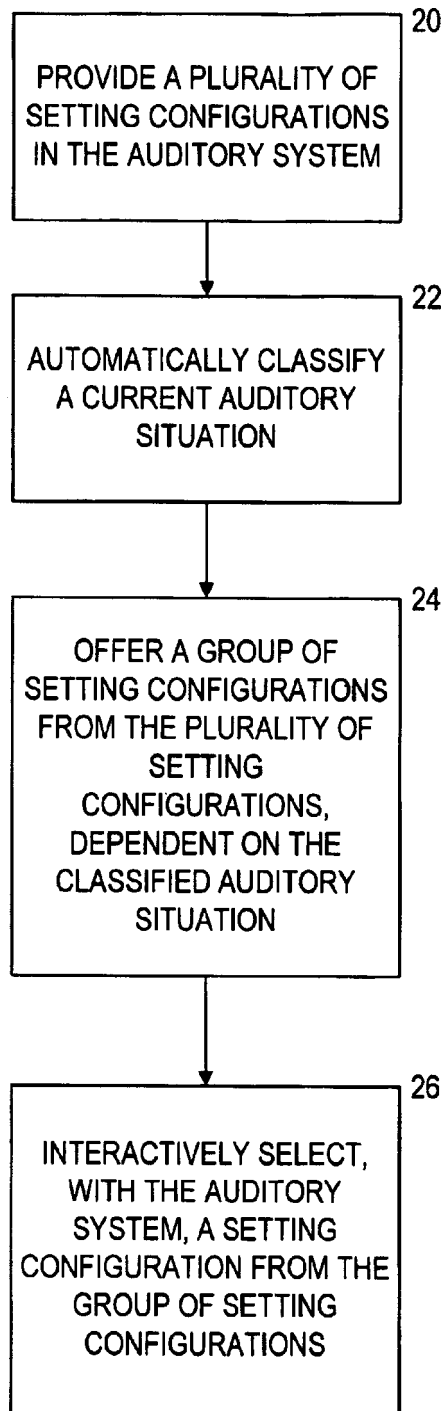 20
PROVIDE A PLURALITY OF
SETTING CONFIGURATIONS
IN THE AUDITORY SYSTEM
22
AUTOMATICALLY CLASSIFY
A CURRENT AUDITORY
SITUATION
24
OFFER A GROUP OF
SETTING CONFIGURATIONS
FROM THE PLURALITY OF
SETTING
CONFIGURATIONS,
DEPENDENT ON THE
CLASSIFIED AUDITORY
SITUATION
26
INTERACTIVELY SELECT,
WITH THE AUDITORY
SYSTEM, A SETTING
CONFIGURATION FROM THE
GROUP OF SETTING
CONFIGURATIONS